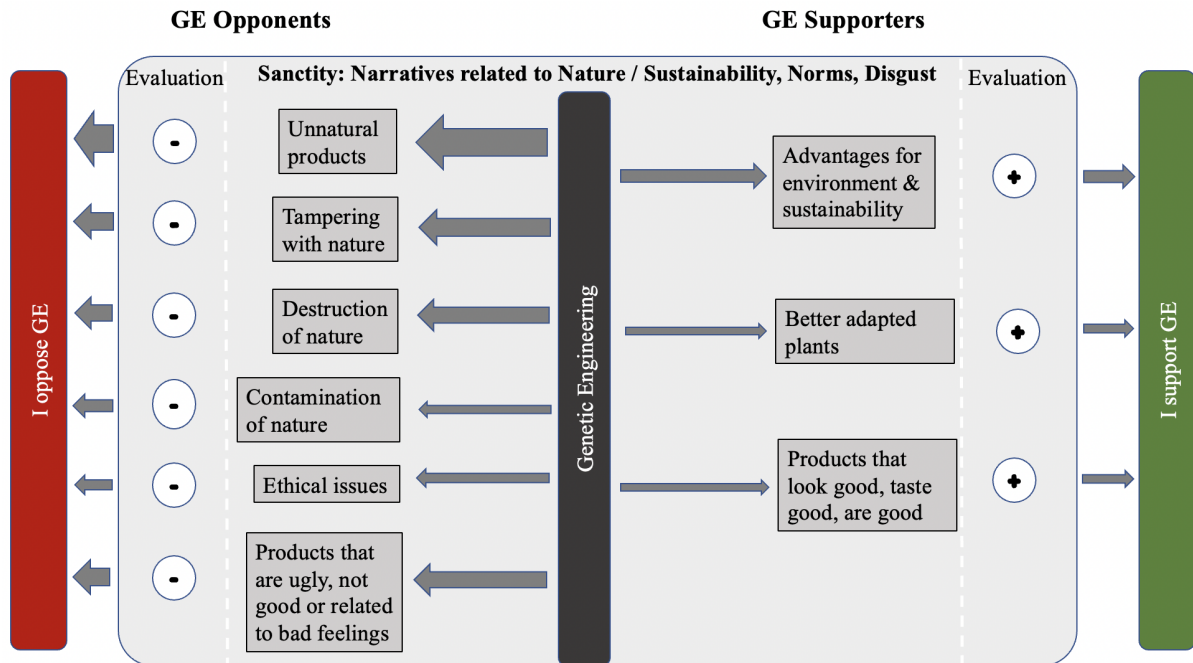 GE Opponents
GE Supporters
Evaluation
Sanctity: Narratives related to Nature / Sustainability, Norms, Disgust
Evaluation
I oppose GE
-
Unnatural
products
-
Tampering
with nature
-
Destruction
of nature
-
Contamination
of nature
-
Ethical issues
-
Products that
are ugly, not
good or related
to bad feelings
Genetic Engineering
Advantages for
environment &
sustainability
+
Better adapted
plants
+
Products that
look good, taste
good, are good
+
I support GE